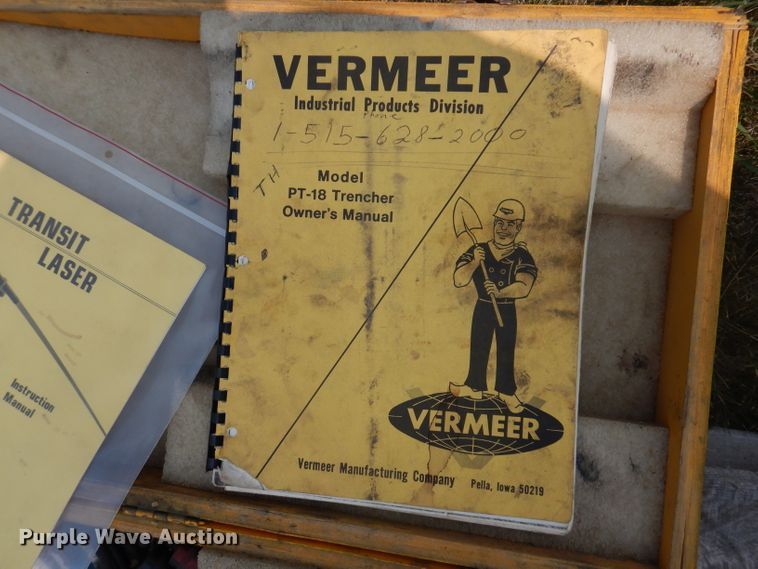 VERMEER
Industrial Products Division
Phone
1-515-628-2000
TH
Model
PT-18 Trencher
Owner's Manual
VERMEER
Vermeer Manufacturing Company Pella, Iowa 50219
TRANSIT
LASER
Instruction
Manual
Purple Wave Auction